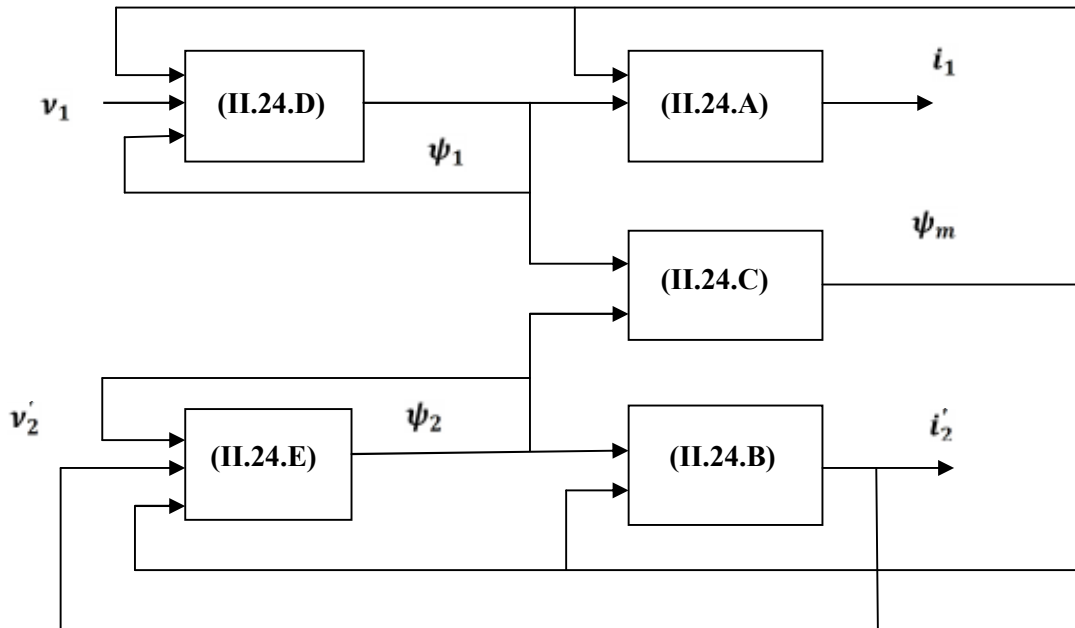 i₁
ν₁
(II.24.D)
(II.24.A)
ψ₁
ψₘ
(II.24.C)
ν₂′
ψ₂
i₂′
(II.24.E)
(II.24.B)